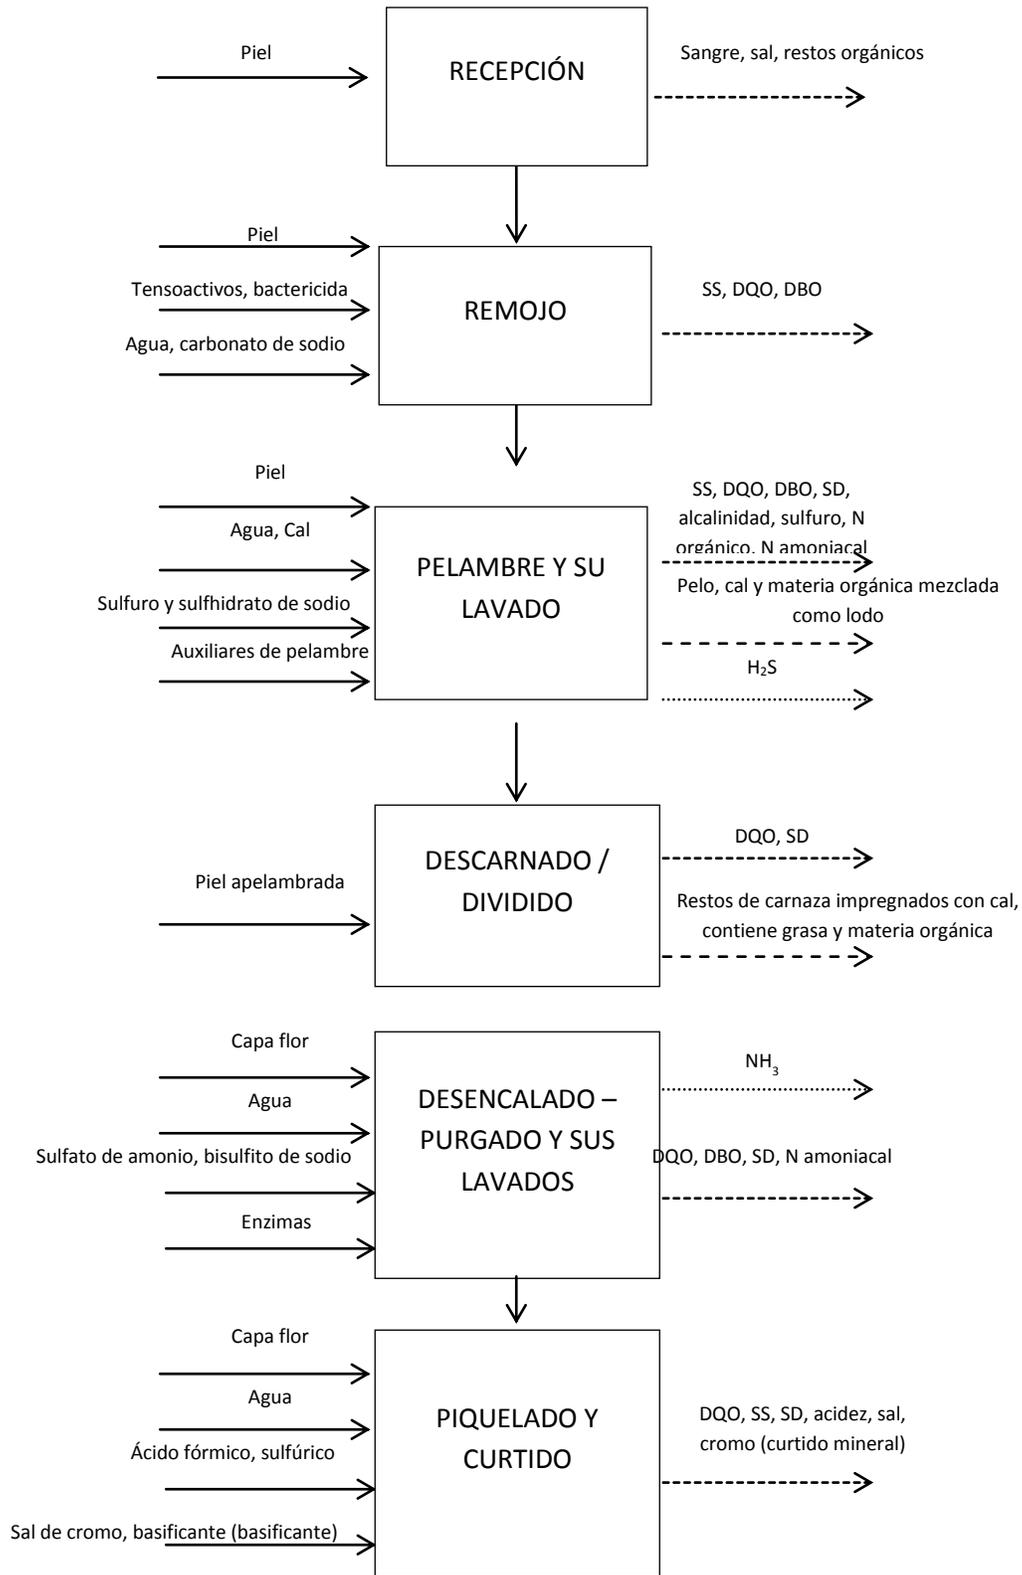 Piel
RECEPCIÓN
Sangre, sal, restos orgánicos
Piel
Tensoactivos, bactericida
Agua, carbonato de sodio
REMOJO
SS, DQO, DBO
Piel
Agua, Cal
Sulfuro y sulfhidrato de sodio
Auxiliares de pelambre
PELAMBRE Y SU
LAVADO
SS, DQO, DBO, SD,
alcalinidad, sulfuro, N
orgánico, N amoniacal
Pelo, cal y materia orgánica mezclada
como lodo
H₂S
Piel apelambrada
DESCARNADO /
DIVIDIDO
DQO, SD
Restos de carnaza impregnados con cal,
contiene grasa y materia orgánica
Capa flor
Agua
Sulfato de amonio, bisulfito de sodio
Enzimas
DESENCALADO –
PURGADO Y SUS
LAVADOS
NH₃
DQO, DBO, SD, N amoniacal
Capa flor
Agua
Ácido fórmico, sulfúrico
Sal de cromo, basificante (basificante)
PIQUELADO Y
CURTIDO
DQO, SS, SD, acidez, sal,
cromo (curtido mineral)